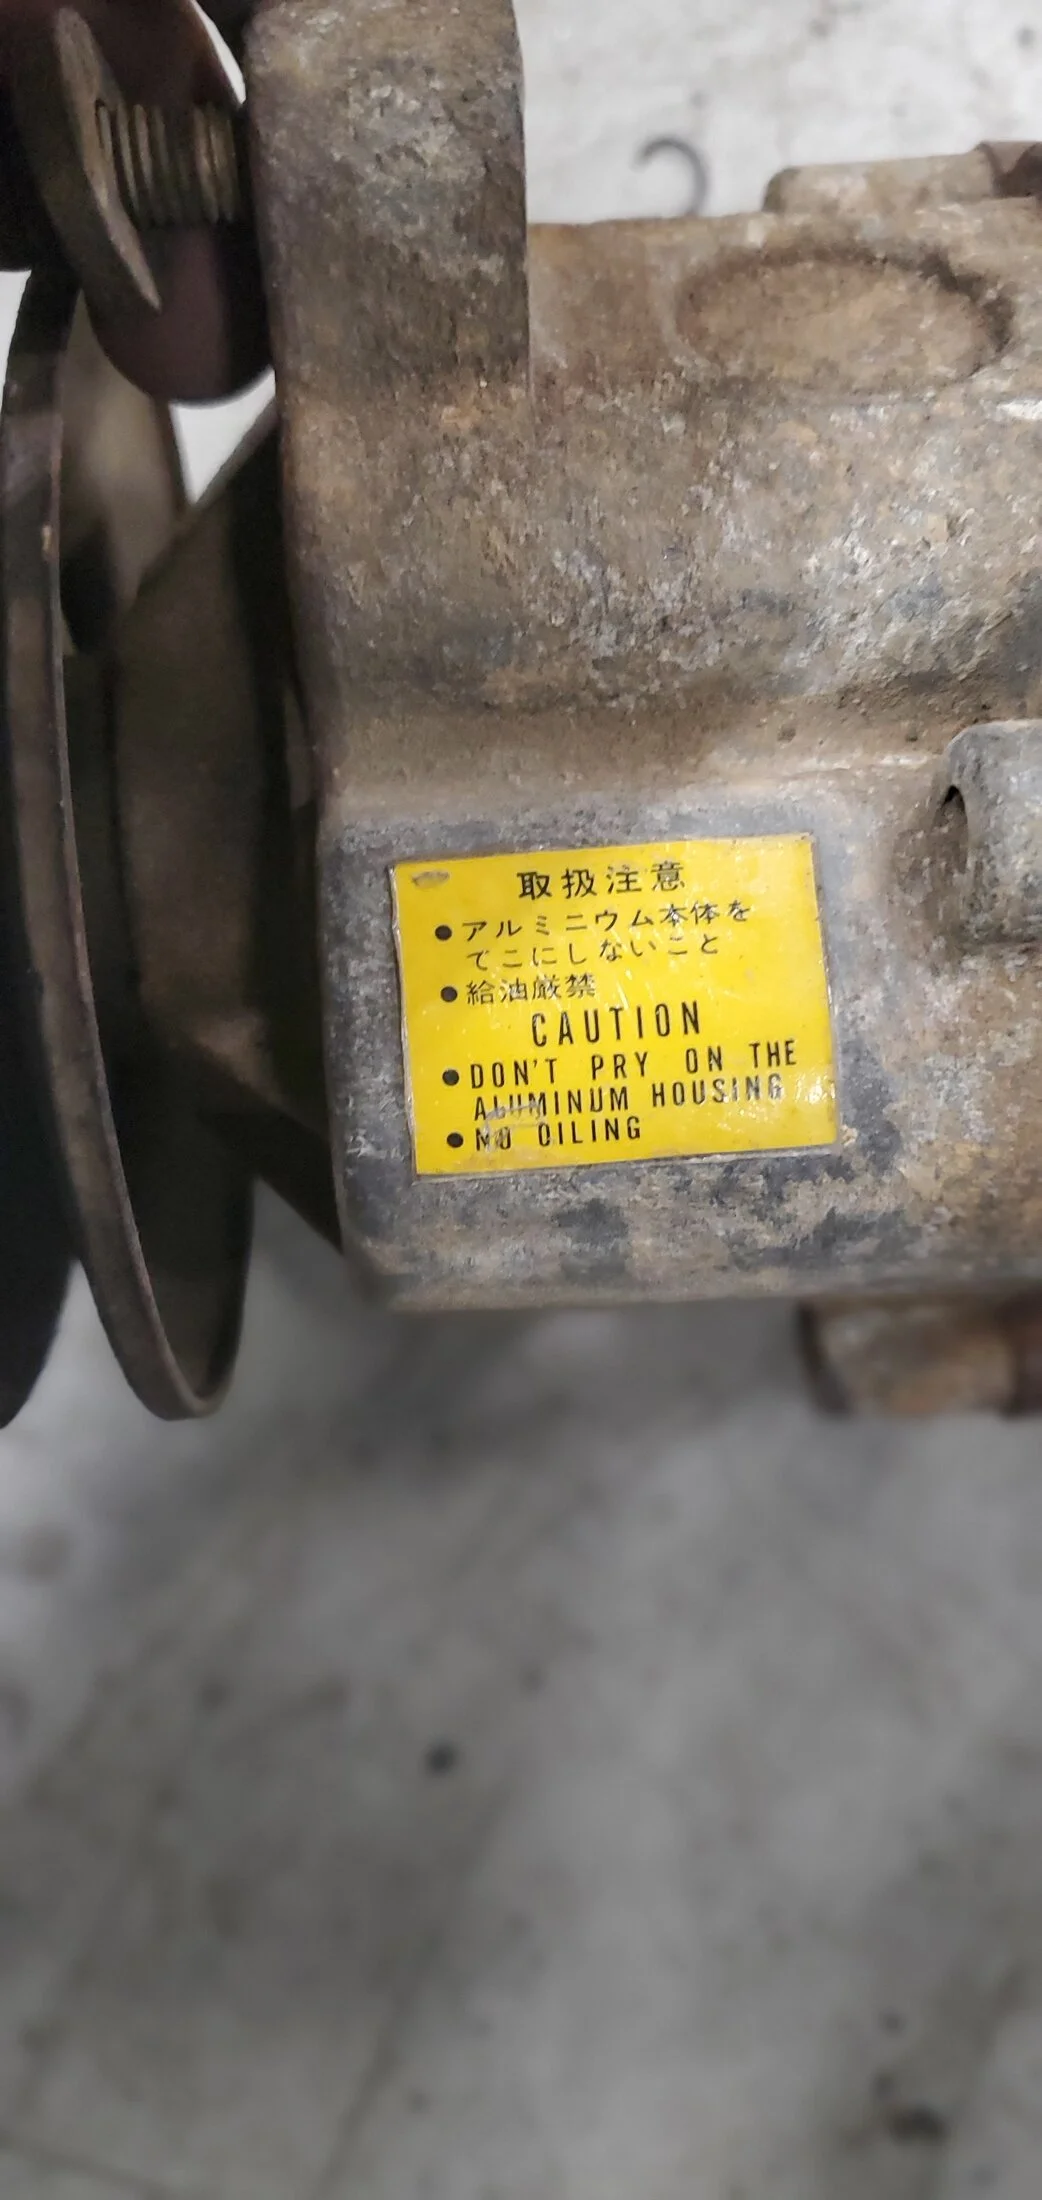 取扱注意
●アルミニウム本体を
てこにしないこと
●給油厳禁
CAUTION
●DON'T PRY ON THE
ALUMINUM HOUSING
●NO OILING